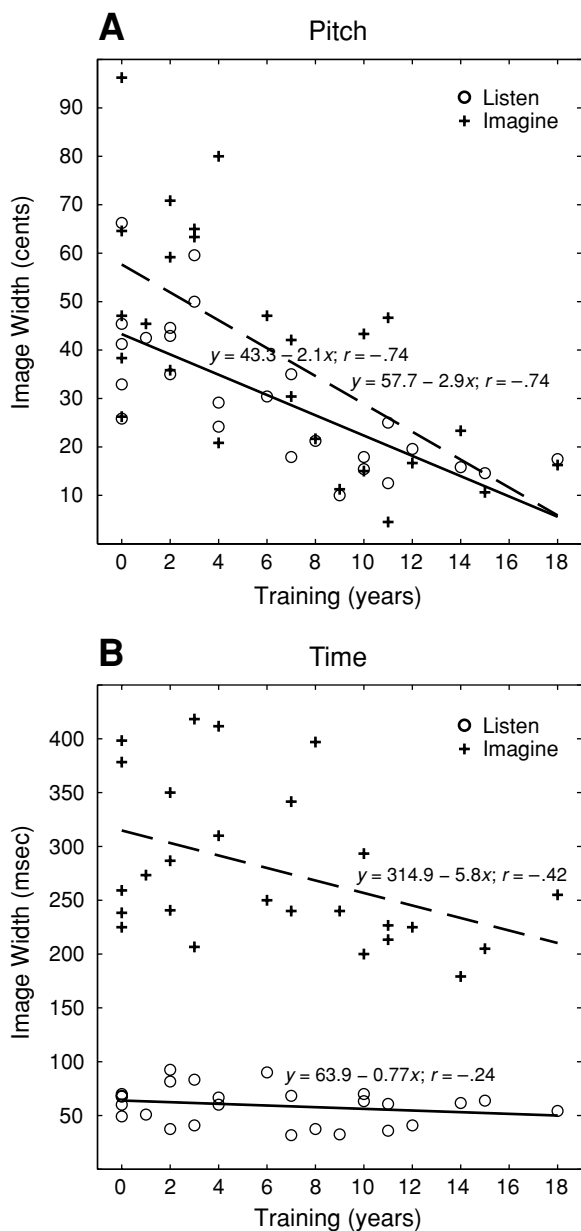 A Pitch
Listen
Imagine
90
80
70
60
50
40
30
20
10
Image Width (cents)
y = 43.3 – 2.1x; r = –.74
y = 57.7 – 2.9x; r = –.74
0 2 4 6 8 10 12 14 16 18
Training (years)
B Time
Listen
Imagine
400
350
300
250
200
150
100
50
Image Width (msec)
y = 314.9 – 5.8x; r = –.42
y = 63.9 – 0.77x; r = –.24
0 2 4 6 8 10 12 14 16 18
Training (years)